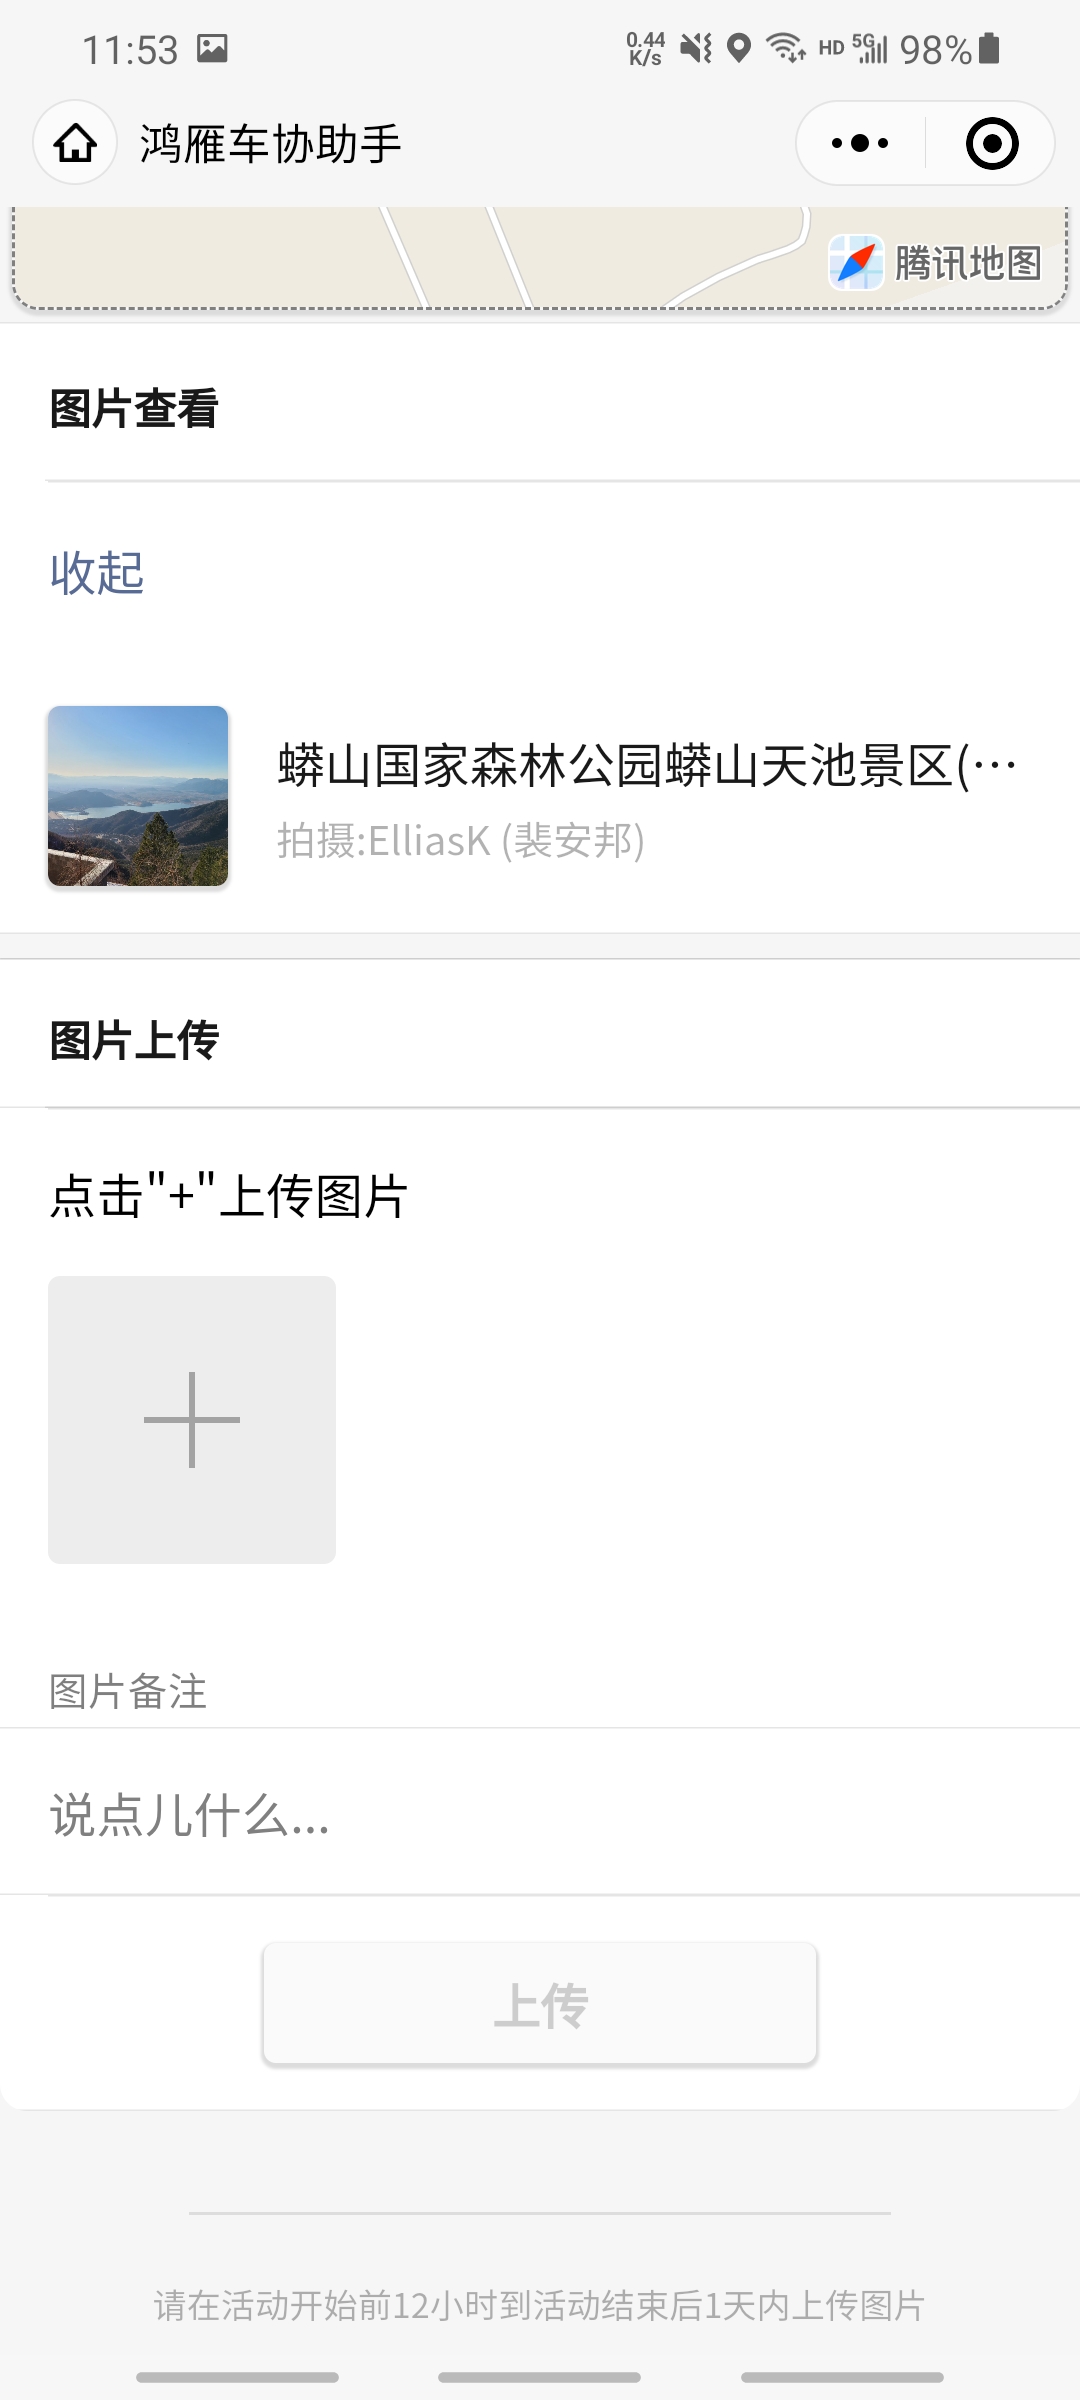 11:53
0.44 K/s HD 5G 98%
鸿雁车协助手
腾讯地图
图片查看
收起
蟒山国家森林公园蟒山天池景区(…
拍摄:ElliasK (裴安邦)
图片上传
点击"+"上传图片
图片备注
说点儿什么...
上传
请在活动开始前12小时到活动结束后1天内上传图片